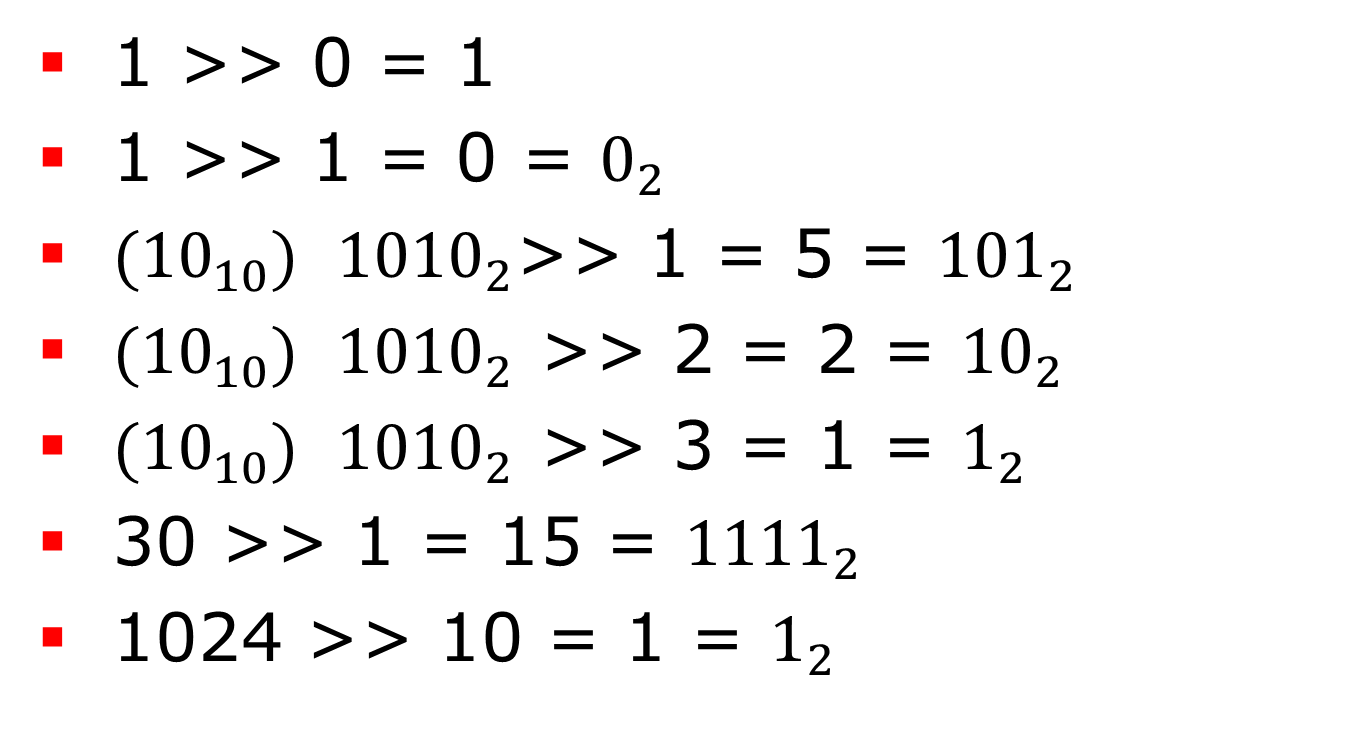 ▪ 1 >> 0 = 1
▪ 1 >> 1 = 0 = 0₂
▪ (10₁₀) 1010₂>> 1 = 5 = 101₂
▪ (10₁₀) 1010₂ >> 2 = 2 = 10₂
▪ (10₁₀) 1010₂ >> 3 = 1 = 1₂
▪ 30 >> 1 = 15 = 1111₂
▪ 1024 >> 10 = 1 = 1₂